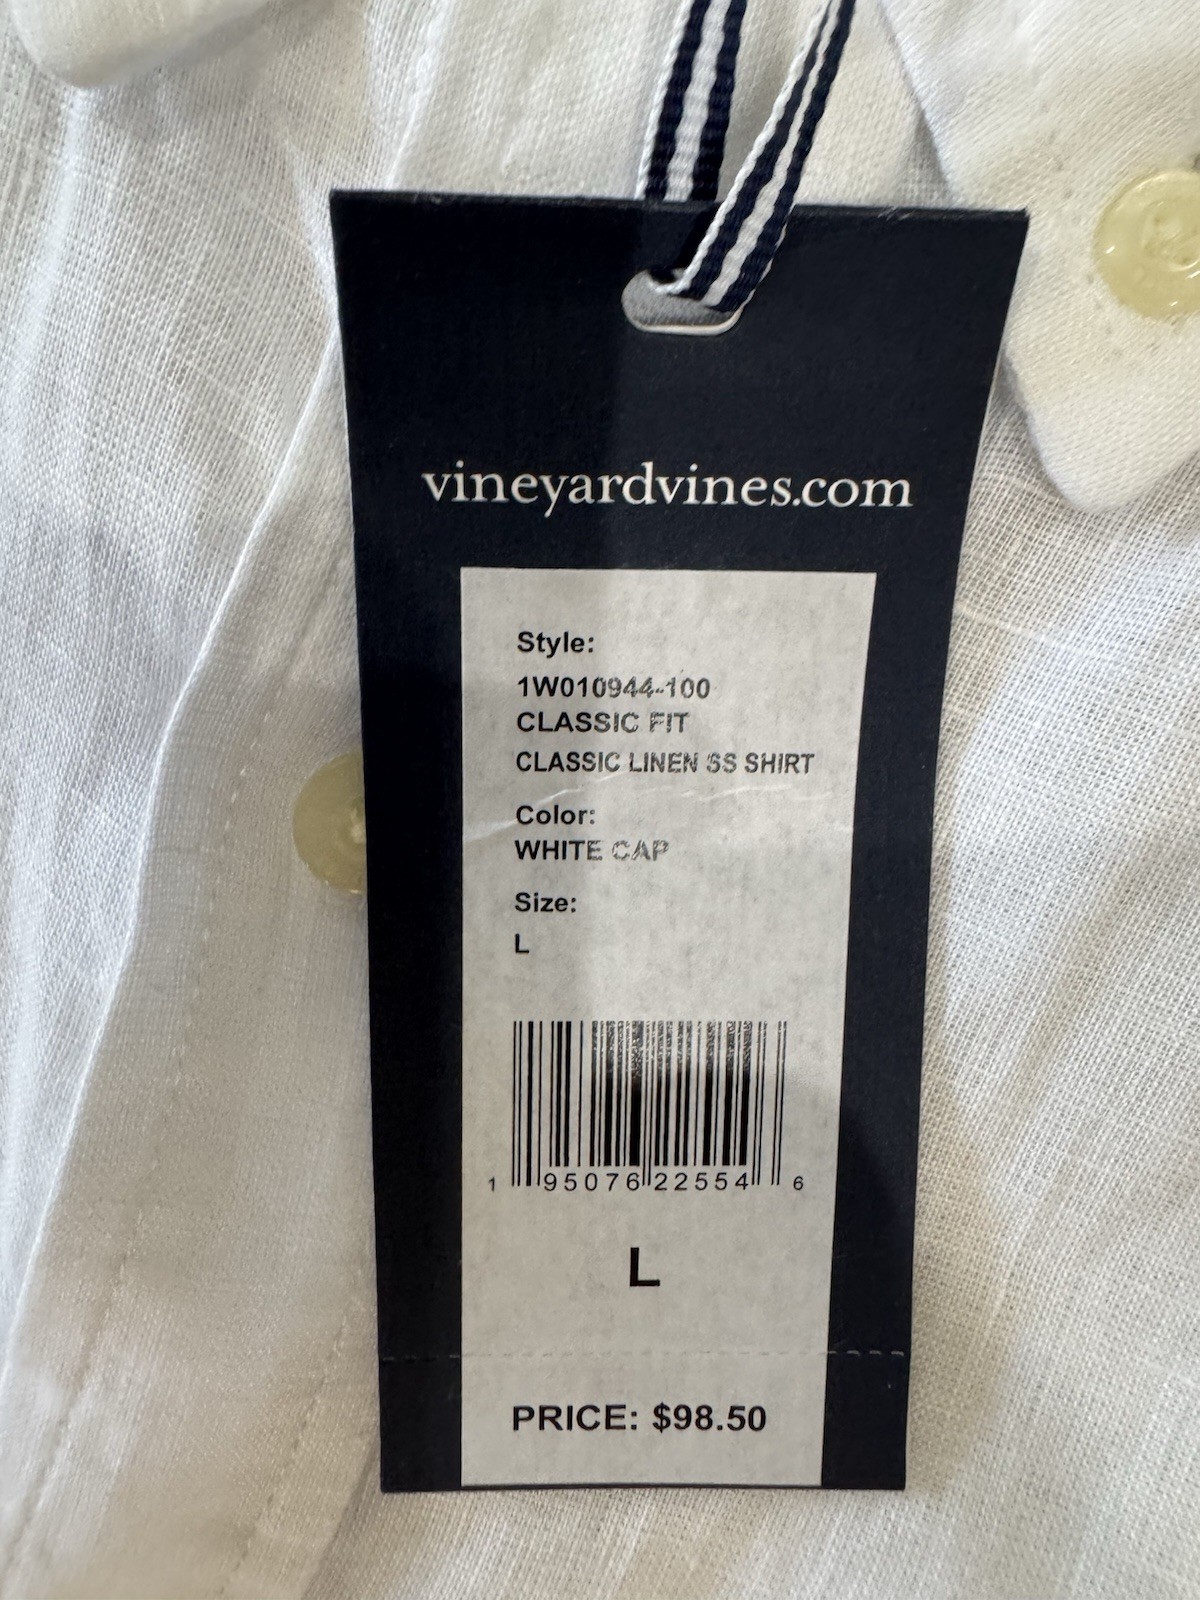 vineyardvines.com
Style:
1W010944-100
CLASSIC FIT
CLASSIC LINEN SS SHIRT
Color:
WHITE CAP
Size:
L
1 95076 22554 6
L
PRICE: $98.50